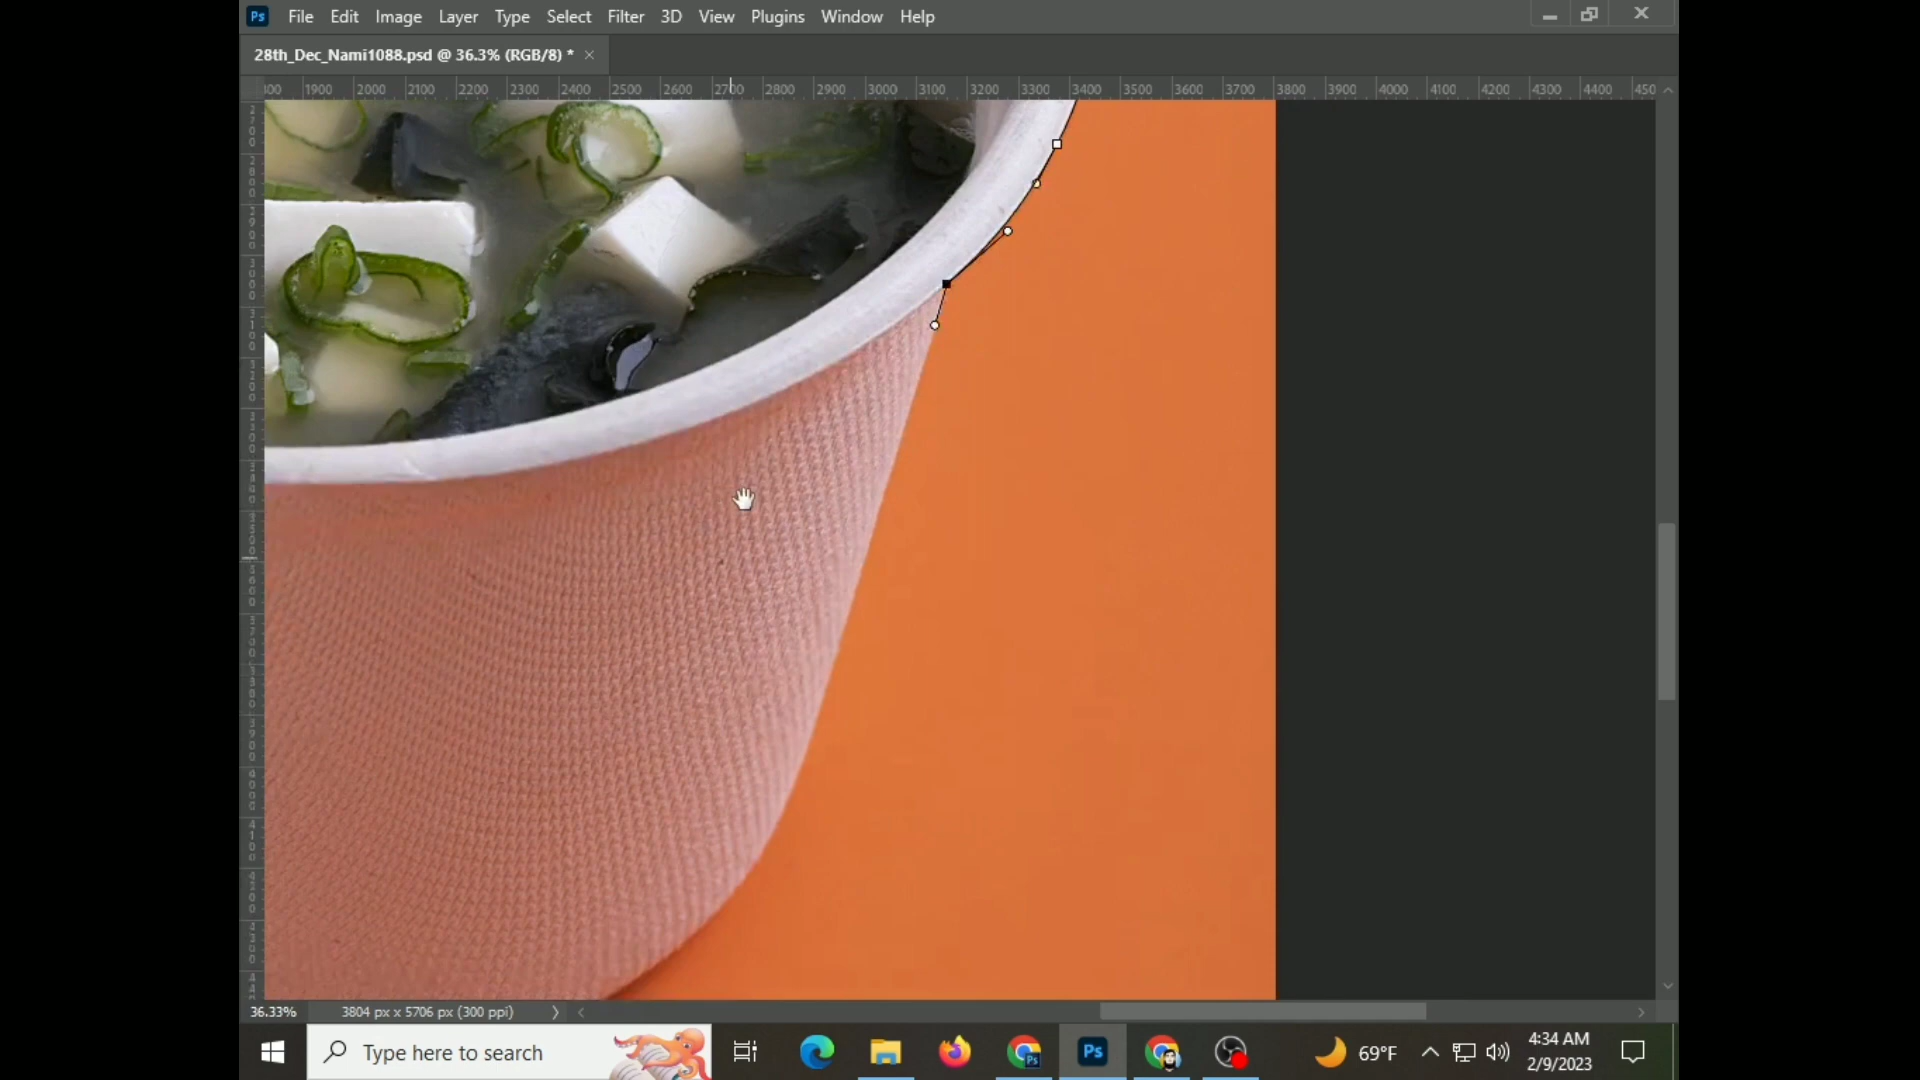 Ps File Edit Image Layer Type Select Filter 3D View Plugins Window Help
28th_Dec_Nami1088.psd @ 36.3% (RGB/8) * ×
1900 2000 2100 2200 2300 2400 2500 2600 2700 2800 2900 3000 3100 3200 3300 3400 3500 3600 3700 3800 3900 4000 4100 4200 4300 4400 450
36.33% 3804 px x 5706 px (300 ppi)
Type here to search
Ps
Ps
69°F
4:34 AM
2/9/2023